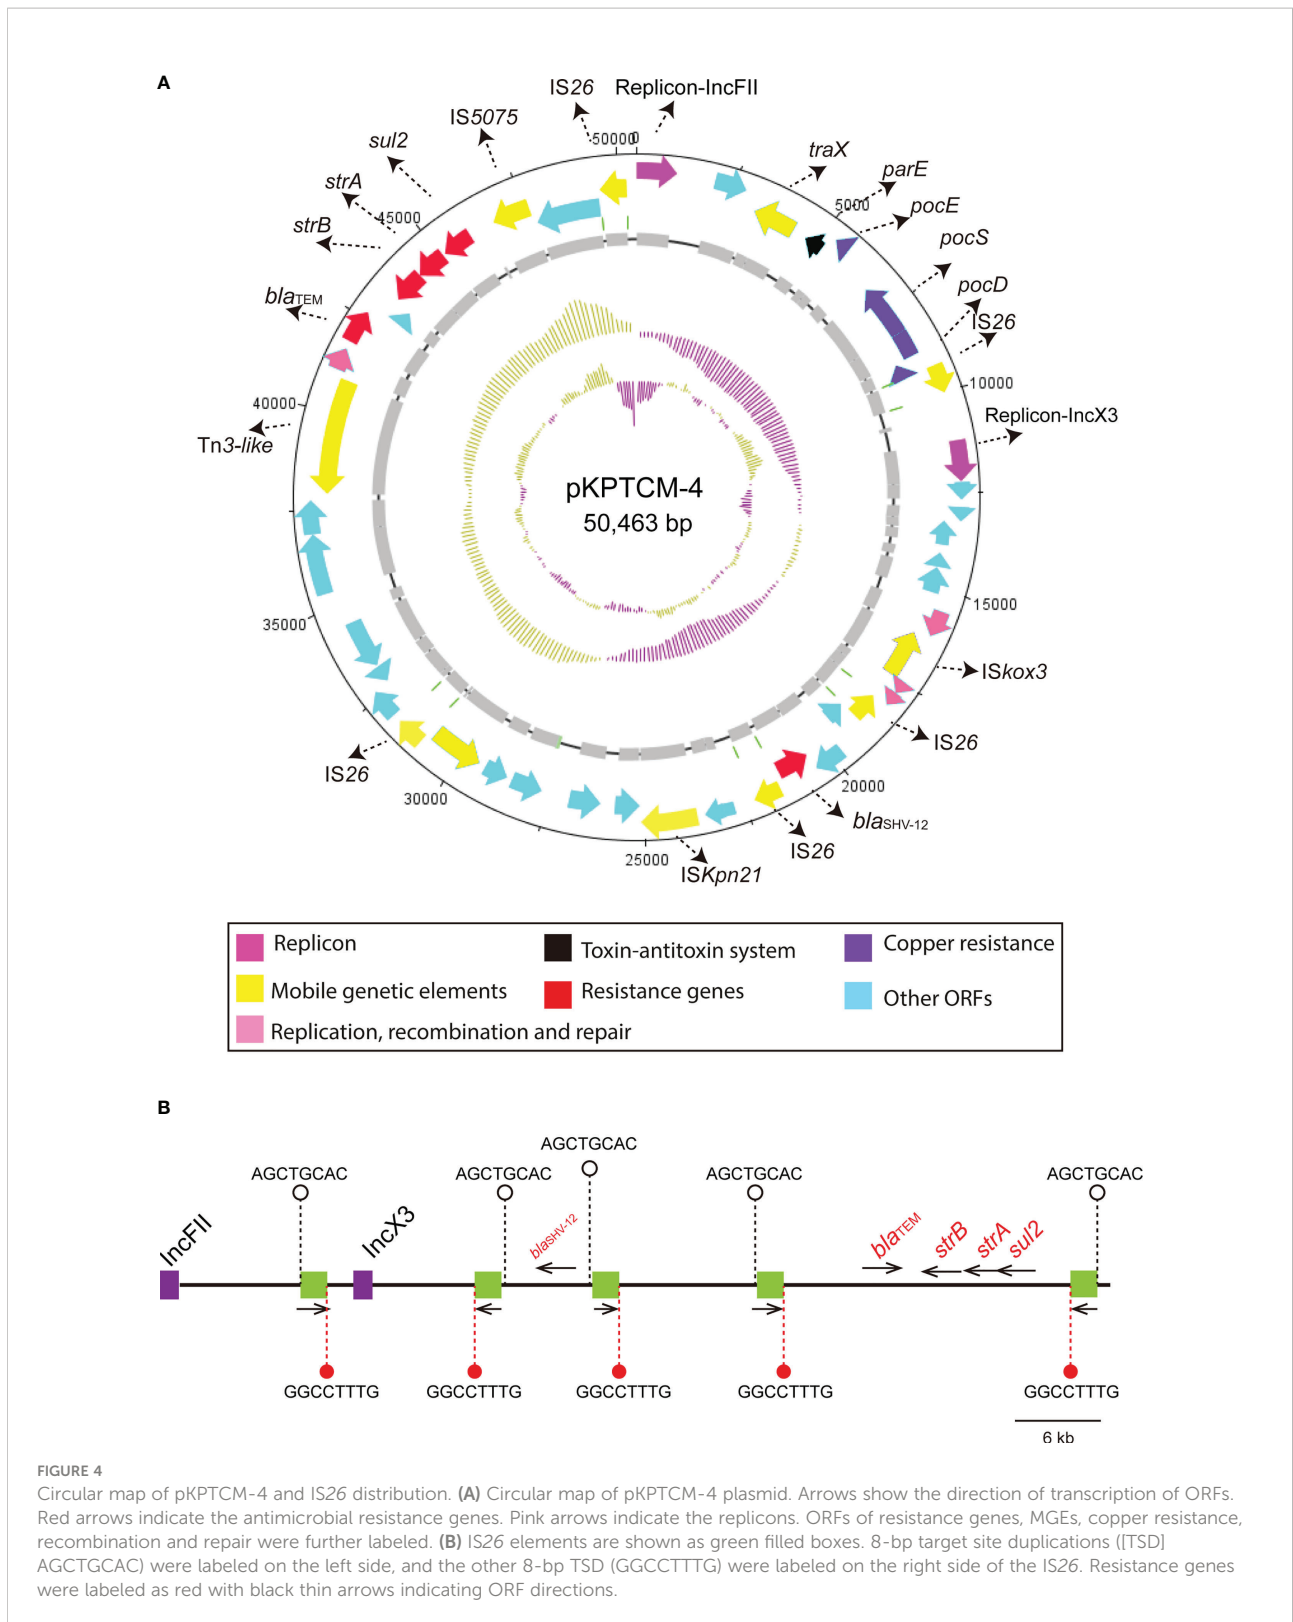 A
IS26
Replicon-IncFII
IS5075
sul2
strA
strB
blaTEM
Tn3-like
traX
parE
pocE
pocS
pocD
IS26
Replicon-IncX3
ISkox3
IS26
blaSHV-12
IS26
ISKpn21
IS26
50000
0
5000
10000
15000
20000
25000
30000
35000
40000
45000
pKPTCM-4
50,463 bp
Replicon
Toxin-antitoxin system
Copper resistance
Mobile genetic elements
Resistance genes
Other ORFs
Replication, recombination and repair
B
AGCTGCAC
AGCTGCAC
AGCTGCAC
AGCTGCAC
AGCTGCAC
IncFII
IncX3
blaSHV-12
blaTEM
strB
strA
sul2
GGCCTTTG
GGCCTTTG
GGCCTTTG
GGCCTTTG
GGCCTTTG
6 kb
FIGURE 4
Circular map of pKPTCM-4 and IS26 distribution. (A) Circular map of pKPTCM-4 plasmid. Arrows show the direction of transcription of ORFs.
Red arrows indicate the antimicrobial resistance genes. Pink arrows indicate the replicons. ORFs of resistance genes, MGEs, copper resistance,
recombination and repair were further labeled. (B) IS26 elements are shown as green filled boxes. 8-bp target site duplications ([TSD]
AGCTGCAC) were labeled on the left side, and the other 8-bp TSD (GGCCTTTG) were labeled on the right side of the IS26. Resistance genes
were labeled as red with black thin arrows indicating ORF directions.